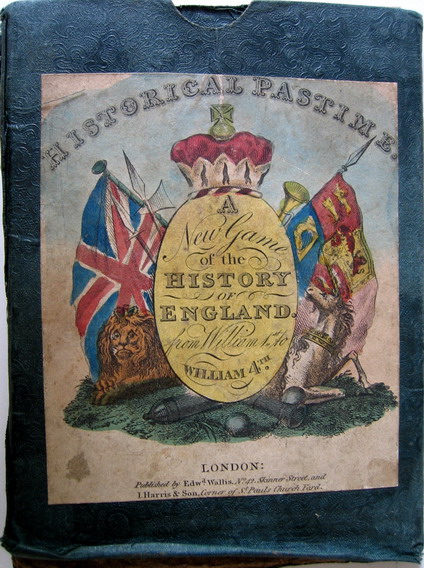 HISTORICAL PASTIME.
A
New Game
of the
HISTORY
OF
ENGLAND.
from William 1st to
WILLIAM 4TH.
LONDON:
Published by Edwd. Wallis, No. 42, Skinner Street, and
I. Harris & Son, Corner of St. Pauls Church Yard.